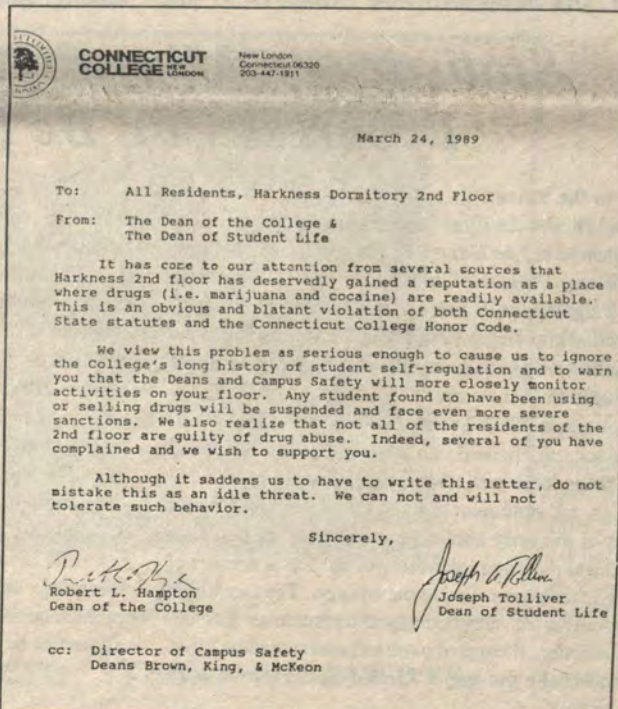 CONNECTICUT
COLLEGE NEW LONDON
New London
Connecticut 06320
203-447-1911
March 24, 1989
To: All Residents, Harkness Dormitory 2nd Floor
From: The Dean of the College &
The Dean of Student Life
It has come to our attention from several sources that
Harkness 2nd floor has deservedly gained a reputation as a place
where drugs (i.e. marijuana and cocaine) are readily available.
This is an obvious and blatant violation of both Connecticut
State statutes and the Connecticut College Honor Code.
We view this problem as serious enough to cause us to ignore
the College's long history of student self-regulation and to warn
you that the Deans and Campus Safety will more closely monitor
activities on your floor. Any student found to have been using
or selling drugs will be suspended and face even more severe
sanctions. We also realize that not all of the residents of the
2nd floor are guilty of drug abuse. Indeed, several of you have
complained and we wish to support you.
Although it saddens us to have to write this letter, do not
mistake this as an idle threat. We can not and will not
tolerate such behavior.
Sincerely,
Joseph Tolliver
Robert L. Hampton
Dean of the College
Joseph Tolliver
Dean of Student Life
cc: Director of Campus Safety
Deans Brown, King, & McKeon